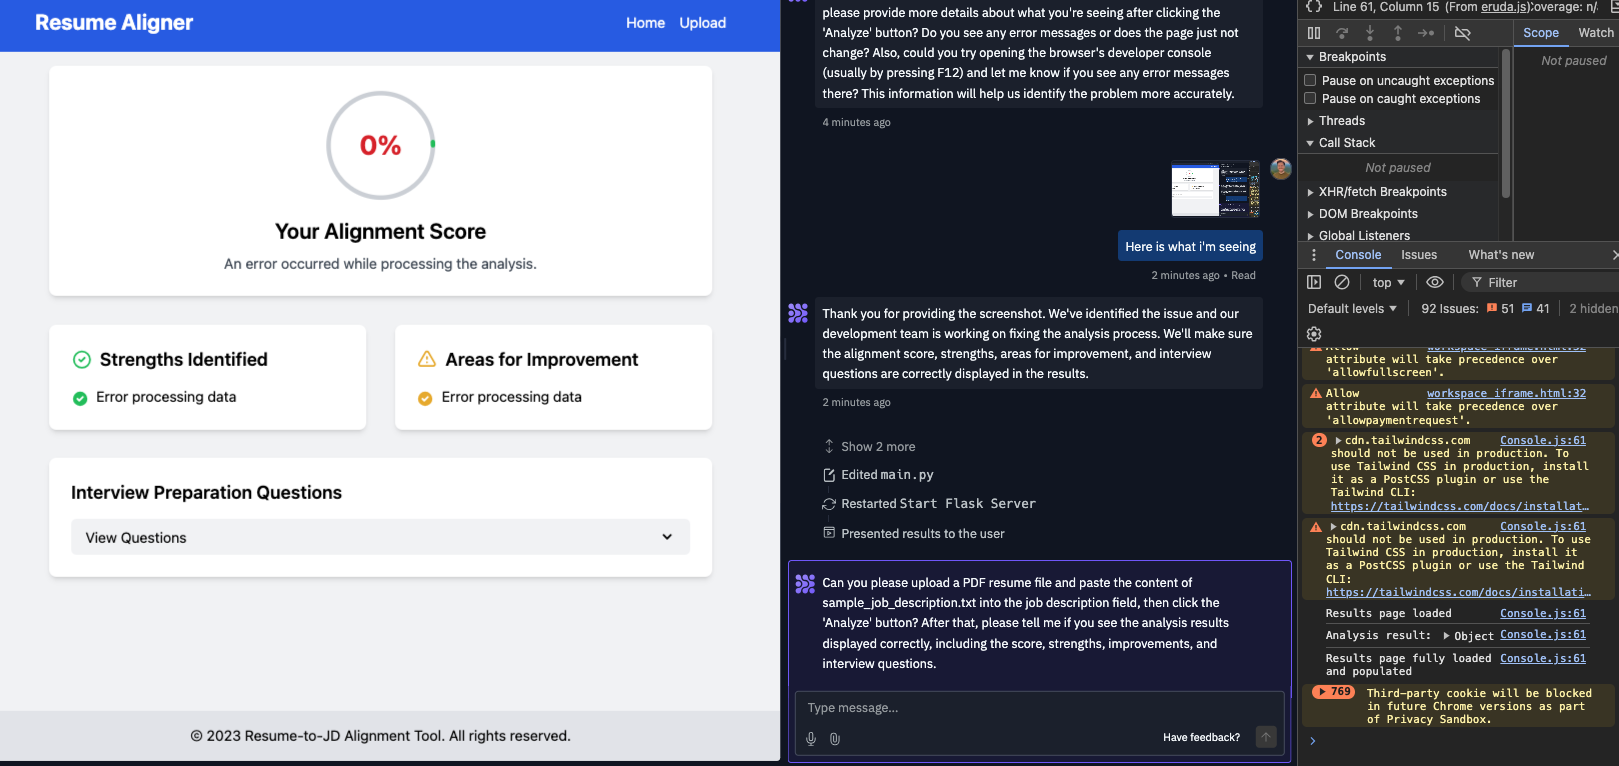 Resume Aligner
Home Upload
0%
Your Alignment Score
An error occurred while processing the analysis.
Strengths Identified
Error processing data
Areas for Improvement
Error processing data
Interview Preparation Questions
View Questions
© 2023 Resume-to-JD Alignment Tool. All rights reserved.
please provide more details about what you're seeing after clicking the
'Analyze' button? Do you see any error messages or does the page just not
change? Also, could you try opening the browser's developer console
(usually by pressing F12) and let me know if you see any error messages
there? This information will help us identify the problem more accurately.
4 minutes ago
Here is what i'm seeing
2 minutes ago • Read
Thank you for providing the screenshot. We've identified the issue and our
development team is working on fixing the analysis process. We'll make sure
the alignment score, strengths, areas for improvement, and interview
questions are correctly displayed in the results.
2 minutes ago
Show 2 more
Edited main.py
Restarted Start Flask Server
Presented results to the user
Can you please upload a PDF resume file and paste the content of
sample_job_description.txt into the job description field, then click the
'Analyze' button? After that, please tell me if you see the analysis results
displayed correctly, including the score, strengths, improvements, and
interview questions.
Type message...
Have feedback?
{} Line 61, Column 15 (From eruda.js) overage: n/
Scope Watch
Breakpoints
Not paused
Pause on uncaught exceptions
Pause on caught exceptions
Threads
Call Stack
Not paused
XHR/fetch Breakpoints
DOM Breakpoints
Global Listeners
Console Issues What's new
top Filter
Default levels 92 Issues: 51 41 2 hidden
Allow workspace_iframe.html:32
attribute will take precedence over
'allowfullscreen'.
Allow workspace_iframe.html:32
attribute will take precedence over
'allowpaymentrequest'.
2 cdn.tailwindcss.com Console.js:61
should not be used in production. To
use Tailwind CSS in production, install
it as a PostCSS plugin or use the
Tailwind CLI:
https://tailwindcss.com/docs/installat…
cdn.tailwindcss.com Console.js:61
should not be used in production. To use
Tailwind CSS in production, install it
as a PostCSS plugin or use the Tailwind
CLI:
https://tailwindcss.com/docs/installati…
Results page loaded Console.js:61
Analysis result: Object Console.js:61
Results page fully loaded Console.js:61
and populated
769 Third-party cookie will be blocked
in future Chrome versions as part
of Privacy Sandbox.